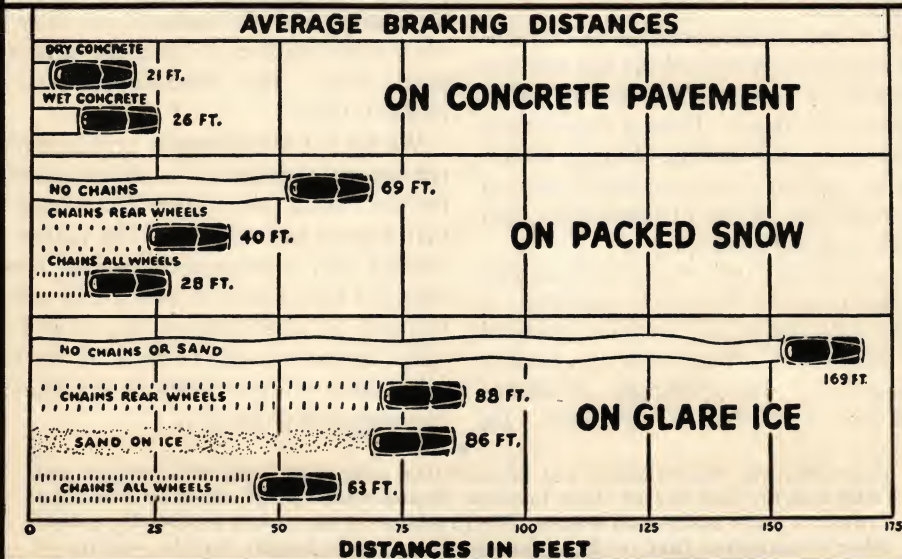 AVERAGE BRAKING DISTANCES
DRY CONCRETE
21 FT.
WET CONCRETE
26 FT.
ON CONCRETE PAVEMENT
NO CHAINS
69 FT.
CHAINS REAR WHEELS
40 FT.
CHAINS ALL WHEELS
28 FT.
ON PACKED SNOW
NO CHAINS OR SAND
169 FT.
CHAINS REAR WHEELS
88 FT.
SAND ON ICE
86 FT.
CHAINS ALL WHEELS
63 FT.
ON GLARE ICE
0 25 50 75 100 125 150 175
DISTANCES IN FEET